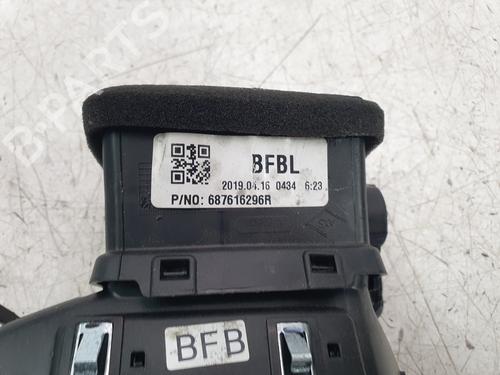 B-PARTS
BFBL
2019.04.16 0434 6:23
P/NO: 687616296R
BFB